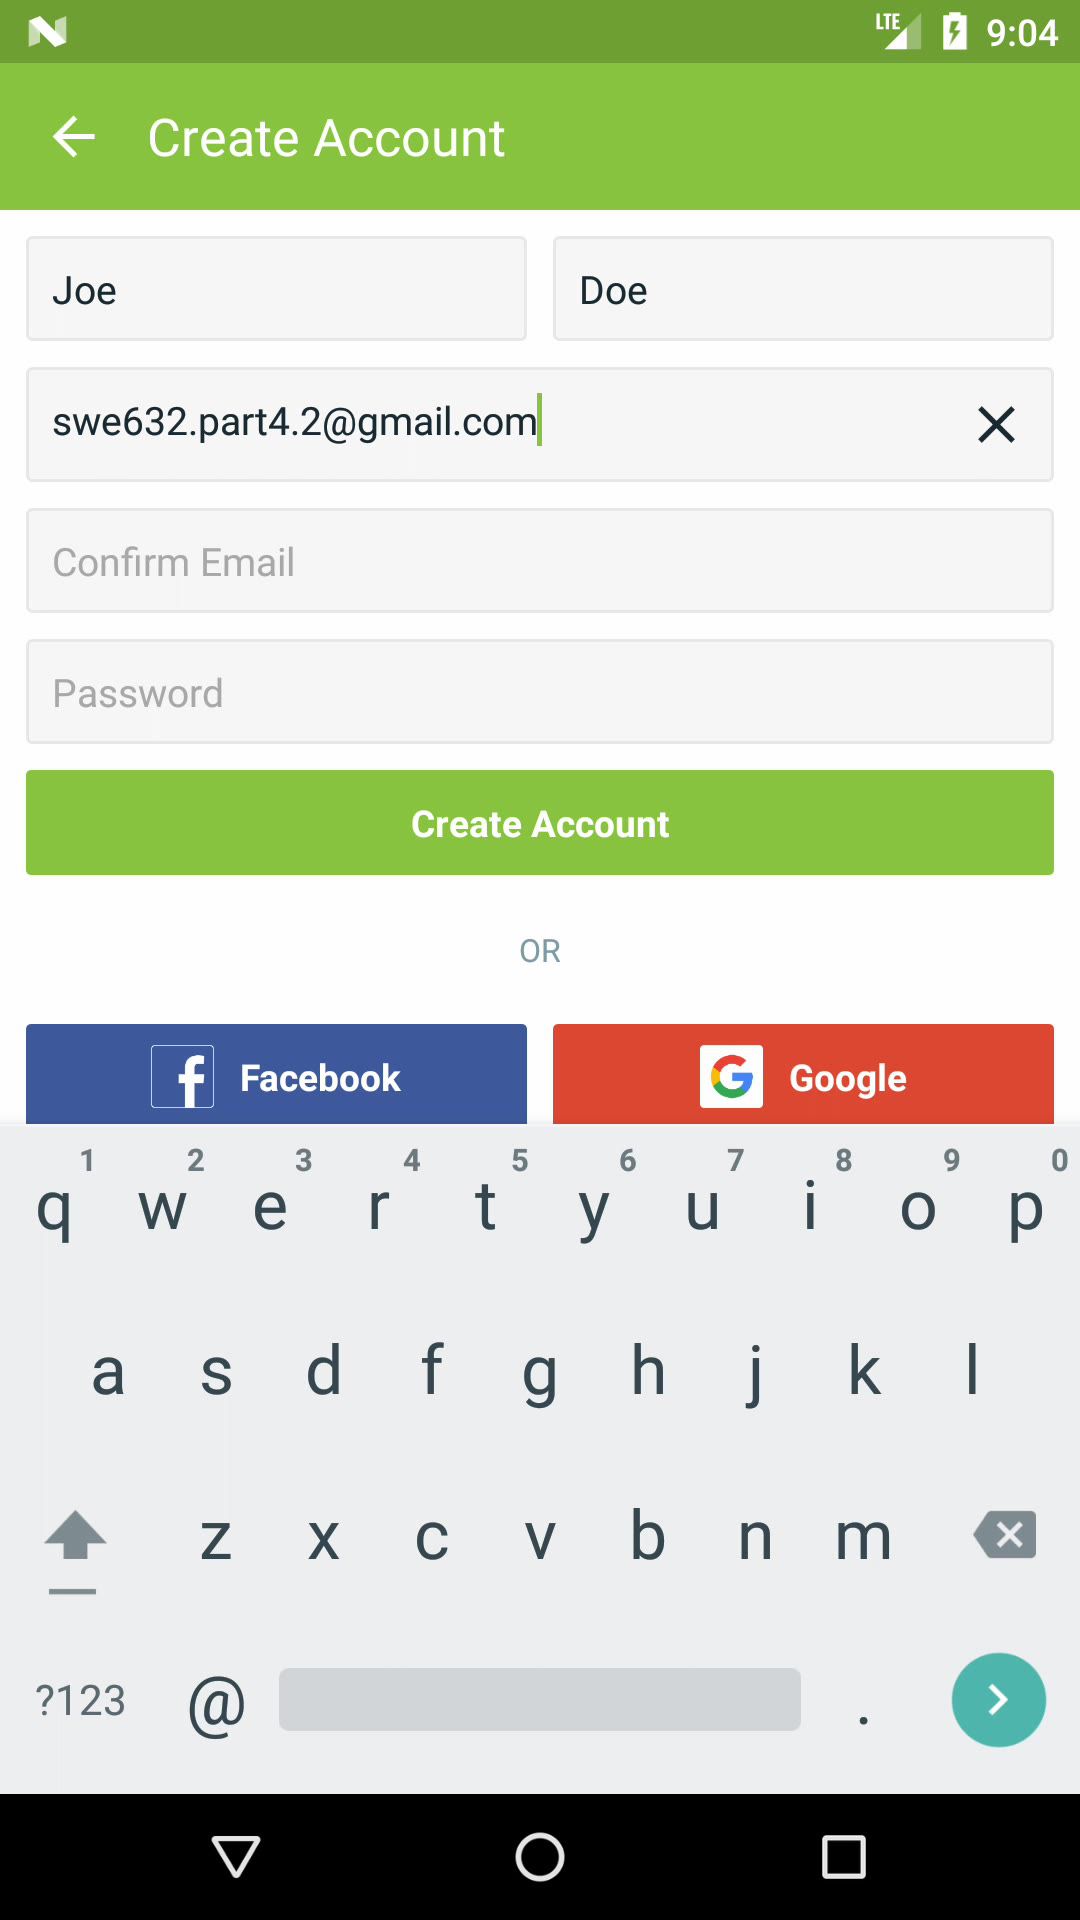 LTE 9:04
Create Account
Joe Doe
swe632.part4.2@gmail.com
Confirm Email
Password
Create Account
OR
Facebook Google
1 2 3 4 5 6 7 8 9 0
q w e r t y u i o p
a s d f g h j k l
z x c v b n m
?123 @ .